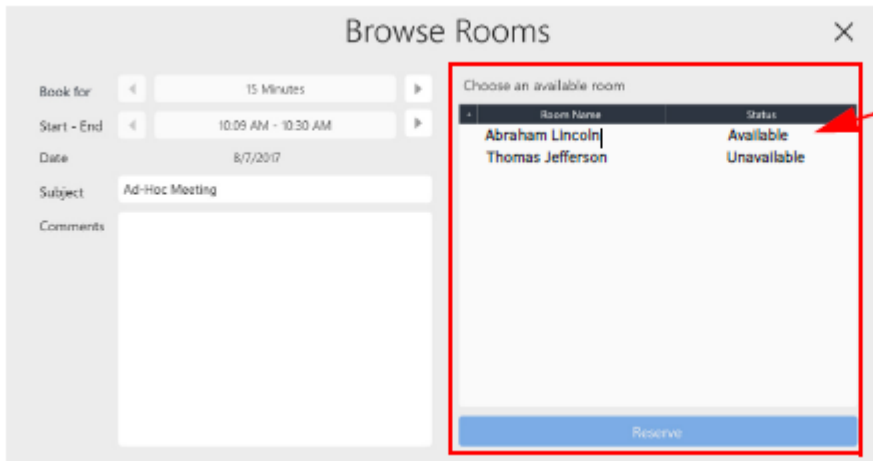 Browse Rooms
Book for 15 Minutes
Start - End 10:09 AM - 10:30 AM
Date 8/7/2017
Subject Ad-Hoc Meeting
Comments
Choose an available room
Room Name Status
Abraham Lincoln Available
Thomas Jefferson Unavailable
Reserve